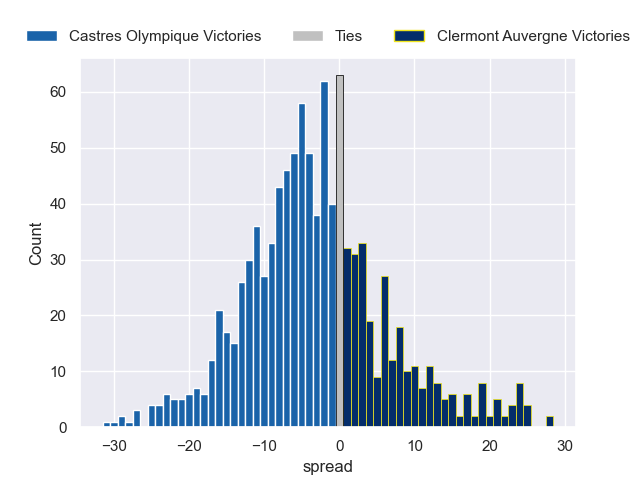 Castres Olympique Victories Ties Clermont Auvergne Victories
60
50
40
30
20
10
0
Count
−30 −20 −10 0 10 20 30
spread